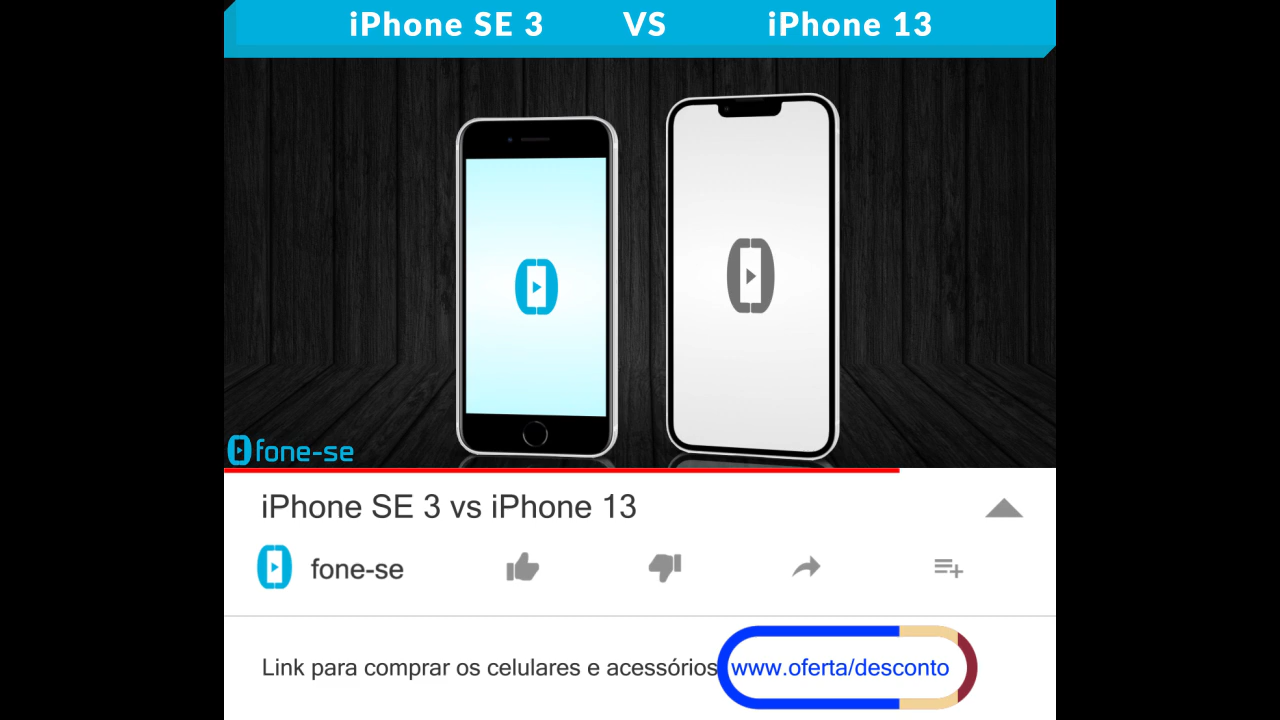 iPhone SE 3 VS iPhone 13
fone-se
iPhone SE 3 vs iPhone 13
fone-se
Link para comprar os celulares e acessórios www.oferta/desconto